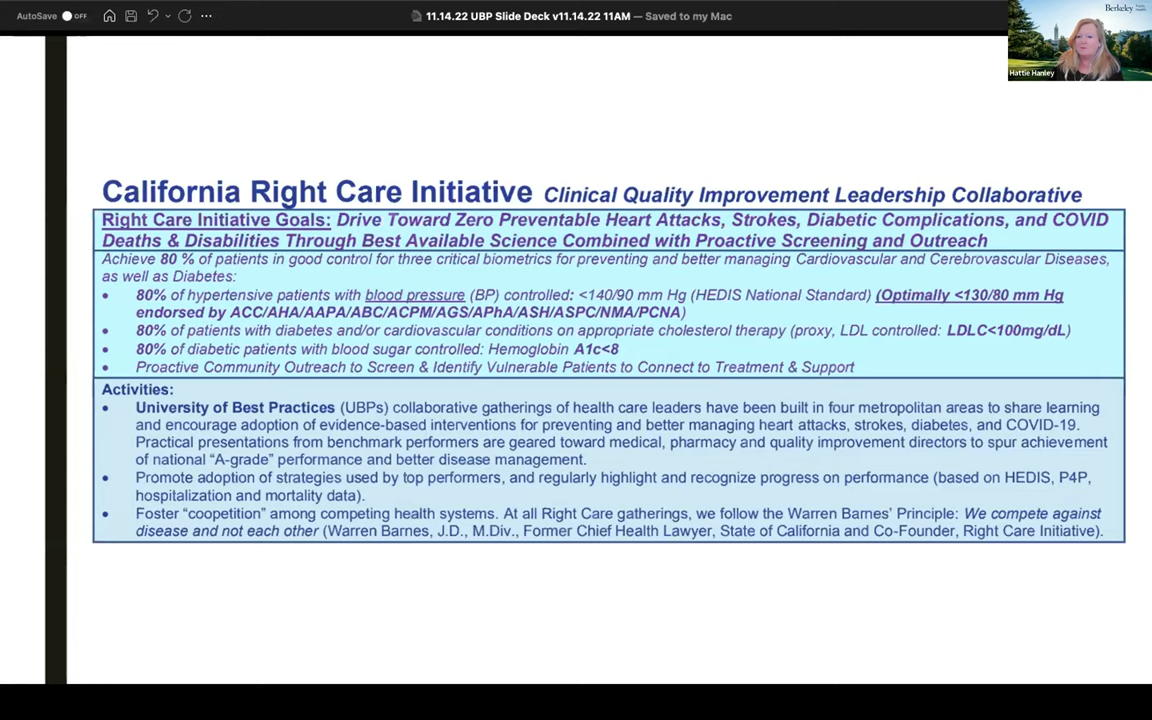 AutoSave OFF
11.14.22 UBP Slide Deck v11.14.22 11AM — Saved to my Mac
Berkeley
Hattie Hanley
California Right Care Initiative Clinical Quality Improvement Leadership Collaborative
Right Care Initiative Goals: Drive Toward Zero Preventable Heart Attacks, Strokes, Diabetic Complications, and COVID
Deaths & Disabilities Through Best Available Science Combined with Proactive Screening and Outreach
Achieve 80 % of patients in good control for three critical biometrics for preventing and better managing Cardiovascular and Cerebrovascular Diseases,
as well as Diabetes:
• 80% of hypertensive patients with blood pressure (BP) controlled: <140/90 mm Hg (HEDIS National Standard) (Optimally <130/80 mm Hg
endorsed by ACC/AHA/AAPA/ABC/ACPM/AGS/APhA/ASH/ASPC/NMA/PCNA)
• 80% of patients with diabetes and/or cardiovascular conditions on appropriate cholesterol therapy (proxy, LDL controlled: LDLC<100mg/dL)
• 80% of diabetic patients with blood sugar controlled: Hemoglobin A1c<8
• Proactive Community Outreach to Screen & Identify Vulnerable Patients to Connect to Treatment & Support
Activities:
• University of Best Practices (UBPs) collaborative gatherings of health care leaders have been built in four metropolitan areas to share learning
and encourage adoption of evidence-based interventions for preventing and better managing heart attacks, strokes, diabetes, and COVID-19.
Practical presentations from benchmark performers are geared toward medical, pharmacy and quality improvement directors to spur achievement
of national “A-grade” performance and better disease management.
• Promote adoption of strategies used by top performers, and regularly highlight and recognize progress on performance (based on HEDIS, P4P,
hospitalization and mortality data).
• Foster “coopetition” among competing health systems. At all Right Care gatherings, we follow the Warren Barnes’ Principle: We compete against
disease and not each other (Warren Barnes, J.D., M.Div., Former Chief Health Lawyer, State of California and Co-Founder, Right Care Initiative).